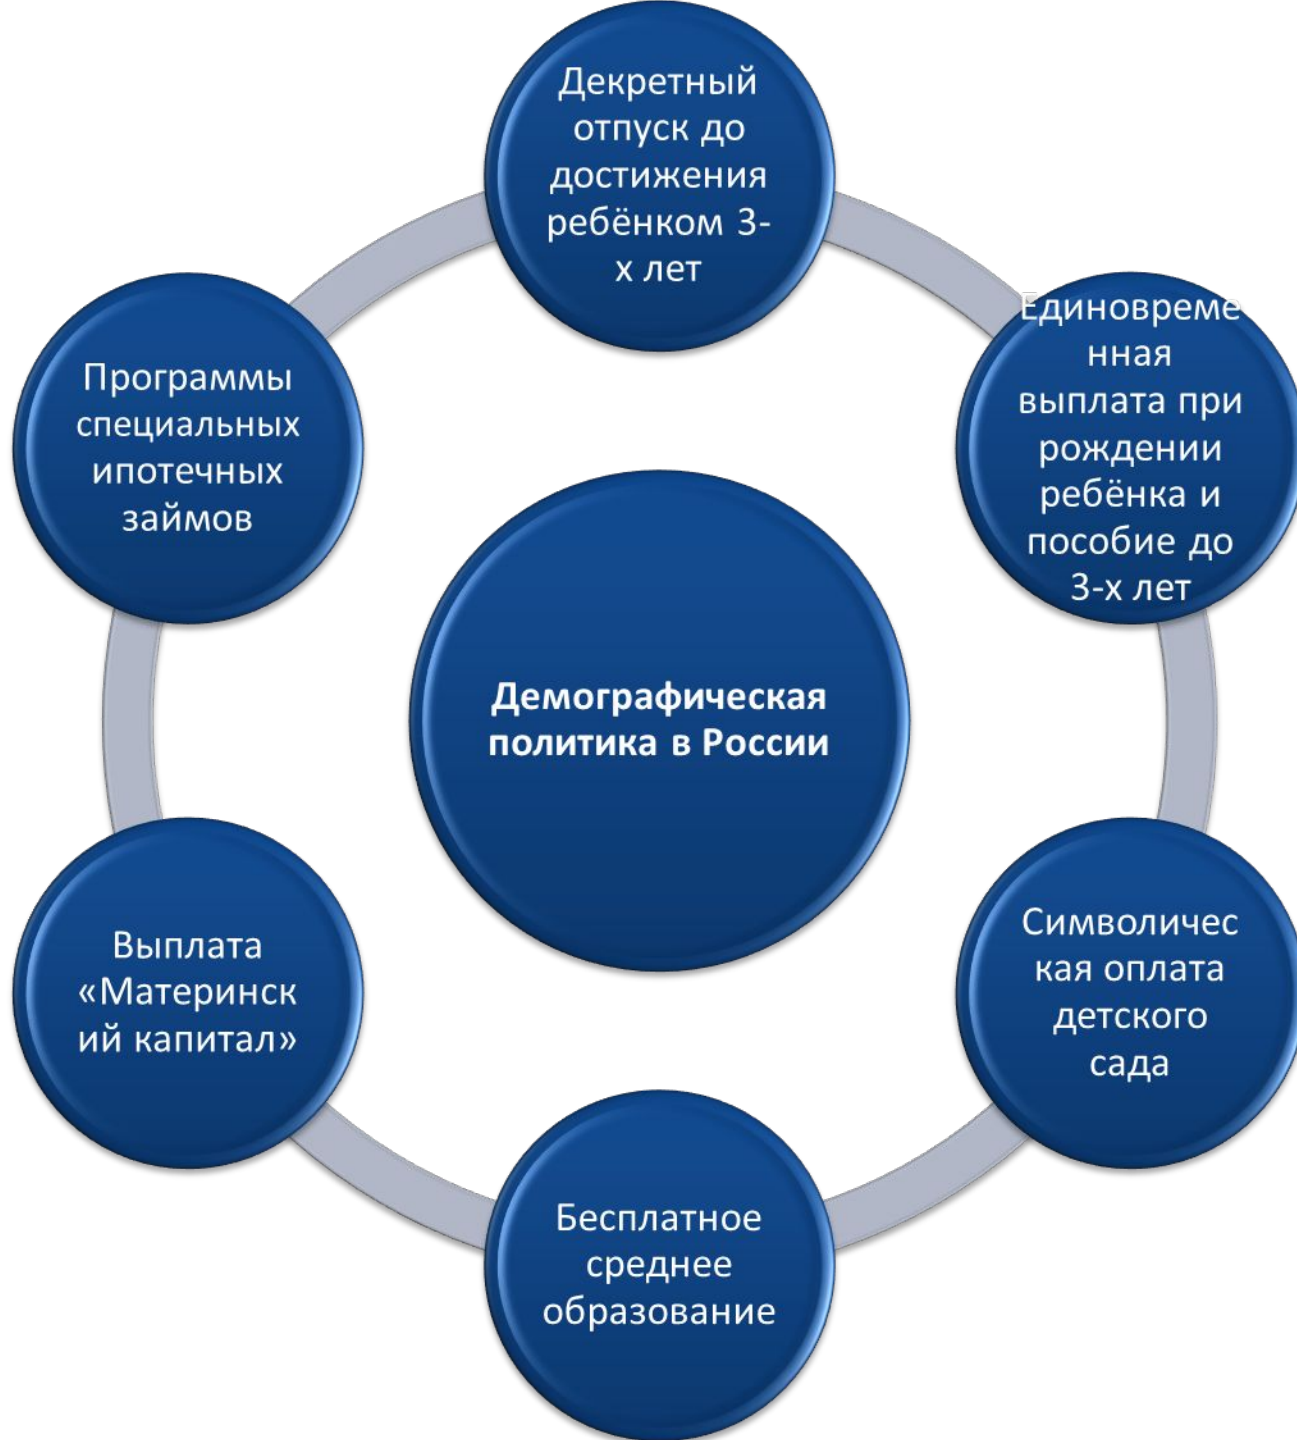 Декретный
отпуск до
достижения
ребёнком 3-
х лет
Единовреме
нная
выплата при
рождении
ребёнка и
пособие до
3-х лет
Символичес
кая оплата
детского
сада
Бесплатное
среднее
образование
Выплата
«Материнск
ий капитал»
Программы
специальных
ипотечных
займов
Демографическая
политика в России